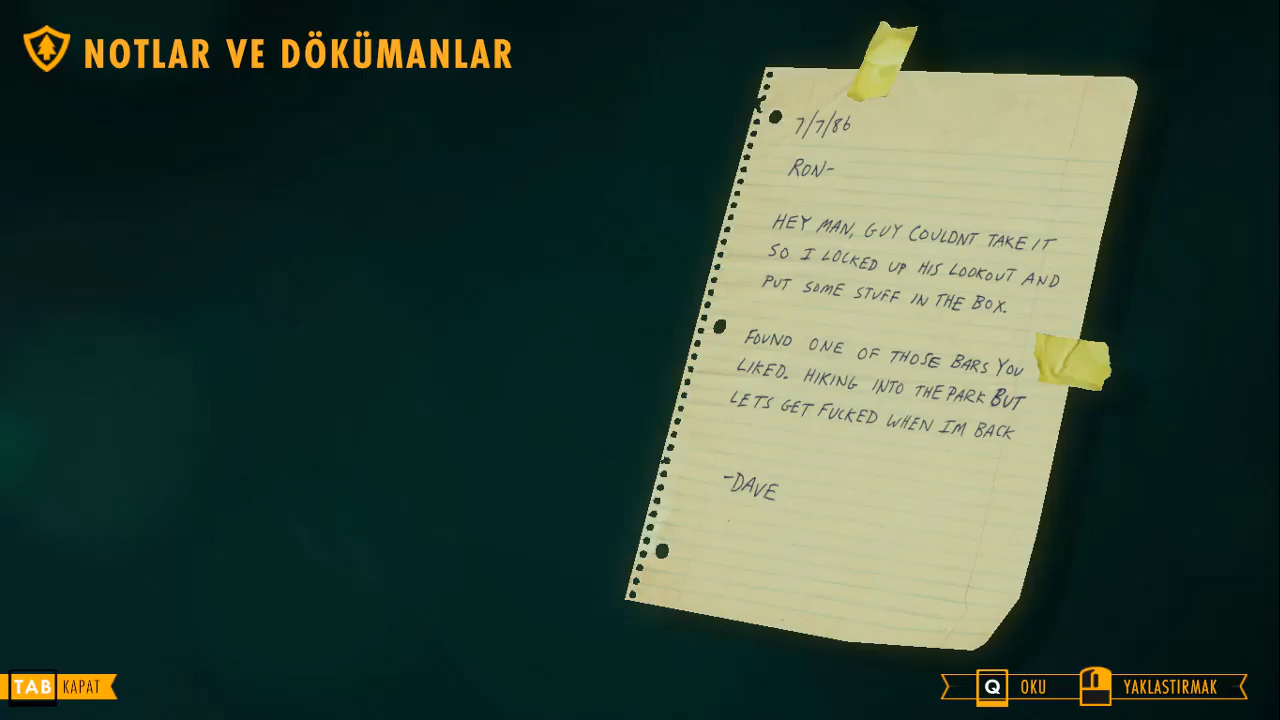 NOTLAR VE DÖKÜMANLAR
7/7/86
RON-
HEY MAN, GUY COULDNT TAKE IT
SO I LOCKED UP HIS LOOKOUT AND
PUT SOME STUFF IN THE BOX.
FOUND ONE OF THOSE BARS YOU
LIKED. HIKING INTO THE PARK BUT
LETS GET FUCKED WHEN IM BACK
-DAVE
TAB KAPAT
Q OKU YAKLASTIRMAK